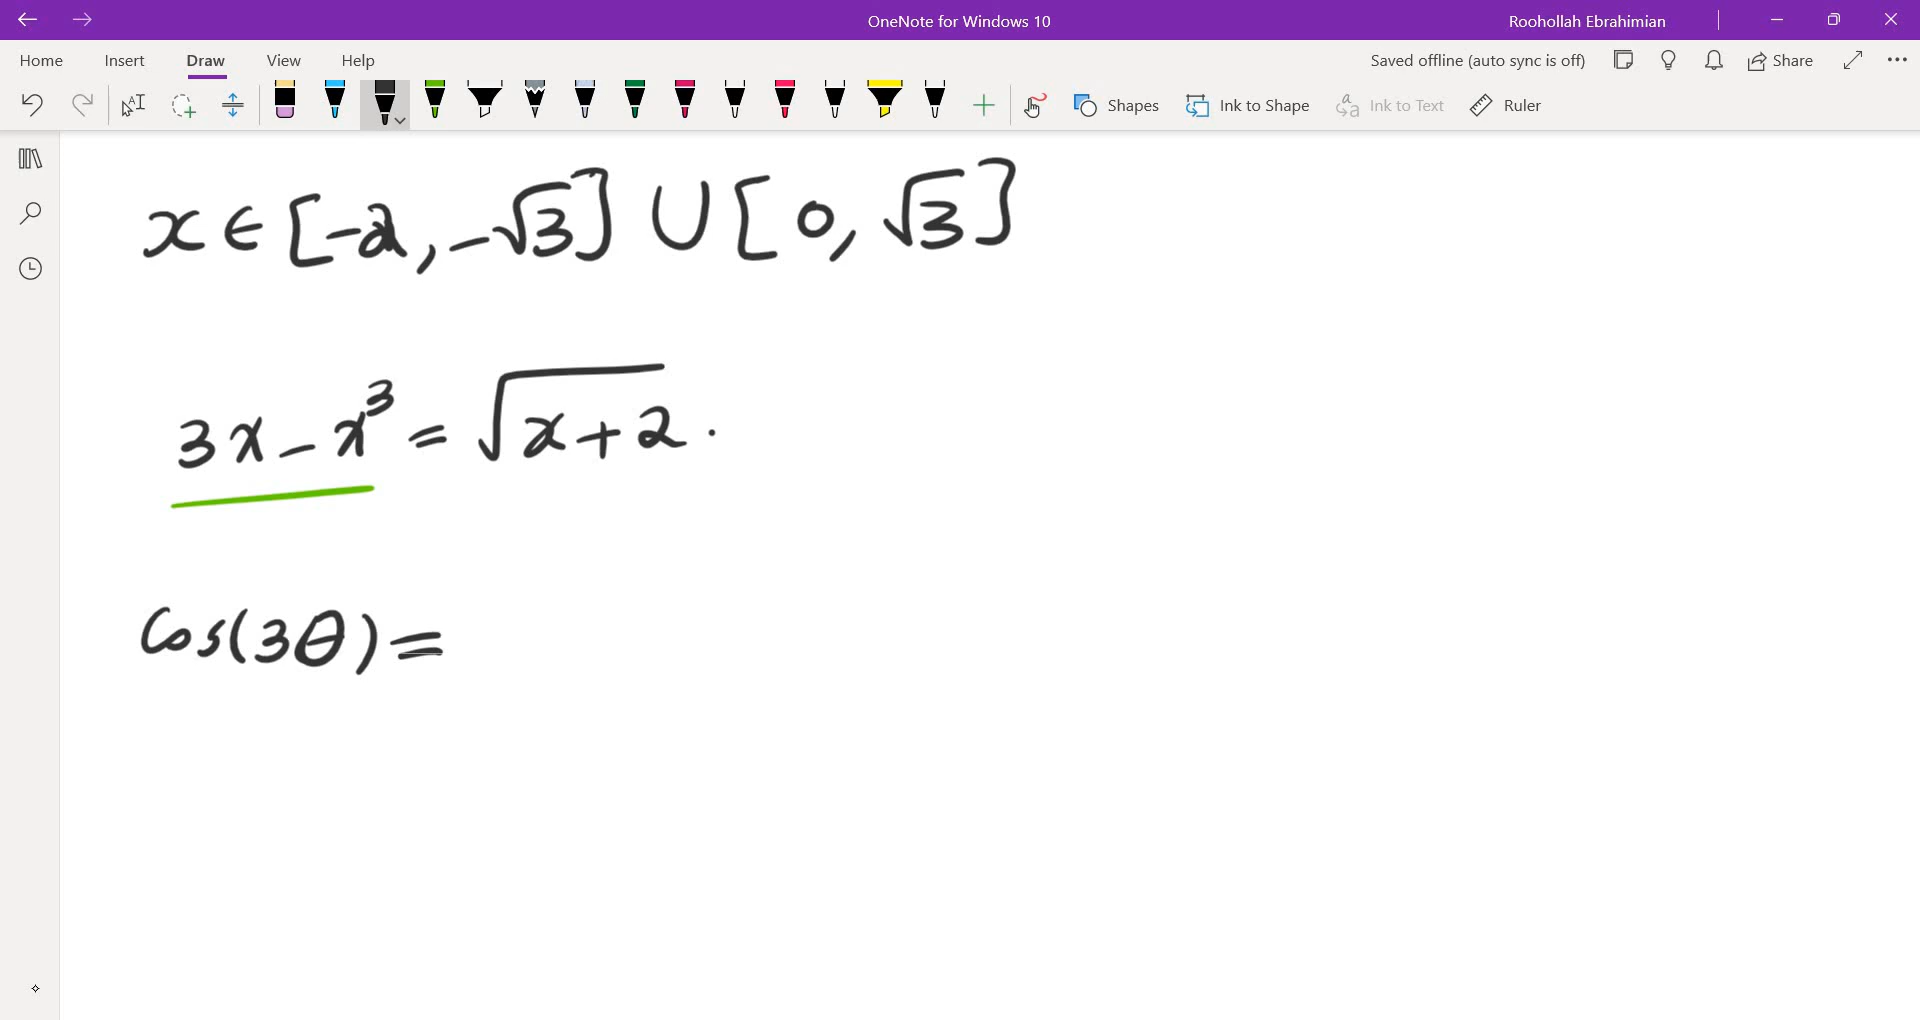 OneNote for Windows 10
Roohollah Ebrahimian
Home Insert Draw View Help
Saved offline (auto sync is off) Share
Shapes Ink to Shape Ink to Text Ruler
x ∈ [-2, -√3] ∪ [0, √3]
3x - x³ = √(x+2) .
Cos(3θ) =